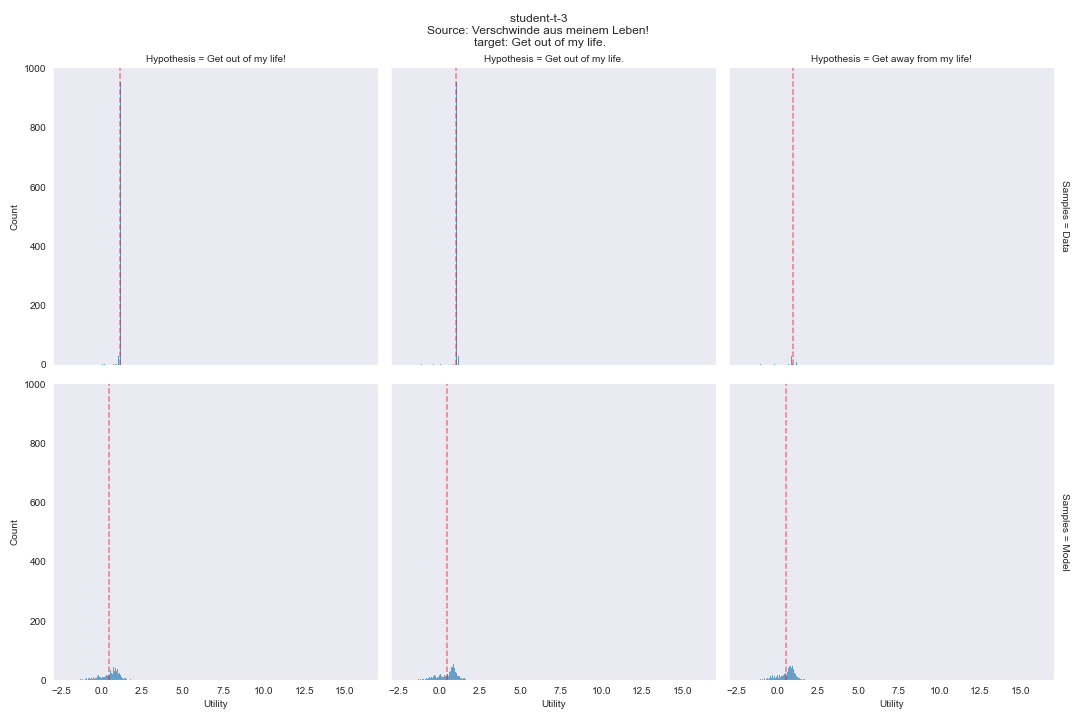 student-t-3
Source: Verschwinde aus meinem Leben!
target: Get out of my life.
Hypothesis = Get out of my life!
Hypothesis = Get out of my life.
Hypothesis = Get away from my life!
1000
800
600
400
200
0
Count
Samples = Data
1000
800
600
400
200
0
Count
Samples = Model
−2.5 0.0 2.5 5.0 7.5 10.0 12.5 15.0
−2.5 0.0 2.5 5.0 7.5 10.0 12.5 15.0
−2.5 0.0 2.5 5.0 7.5 10.0 12.5 15.0
Utility
Utility
Utility